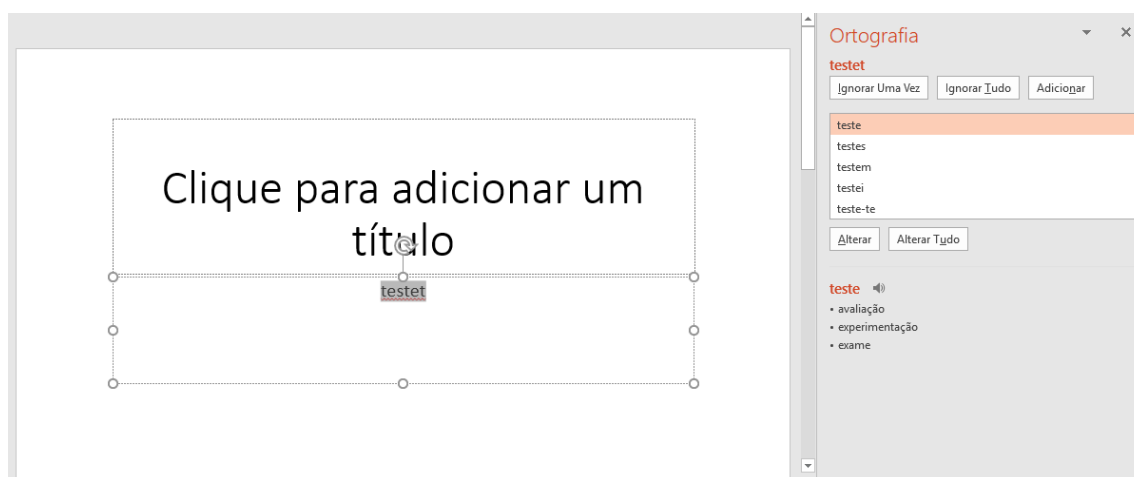 Clique para adicionar um
título
testet
Ortografia
testet
Ignorar Uma Vez
Ignorar Tudo
Adicionar
teste
testes
testem
testei
teste-te
Alterar
Alterar Tudo
teste
• avaliação
• experimentação
• exame